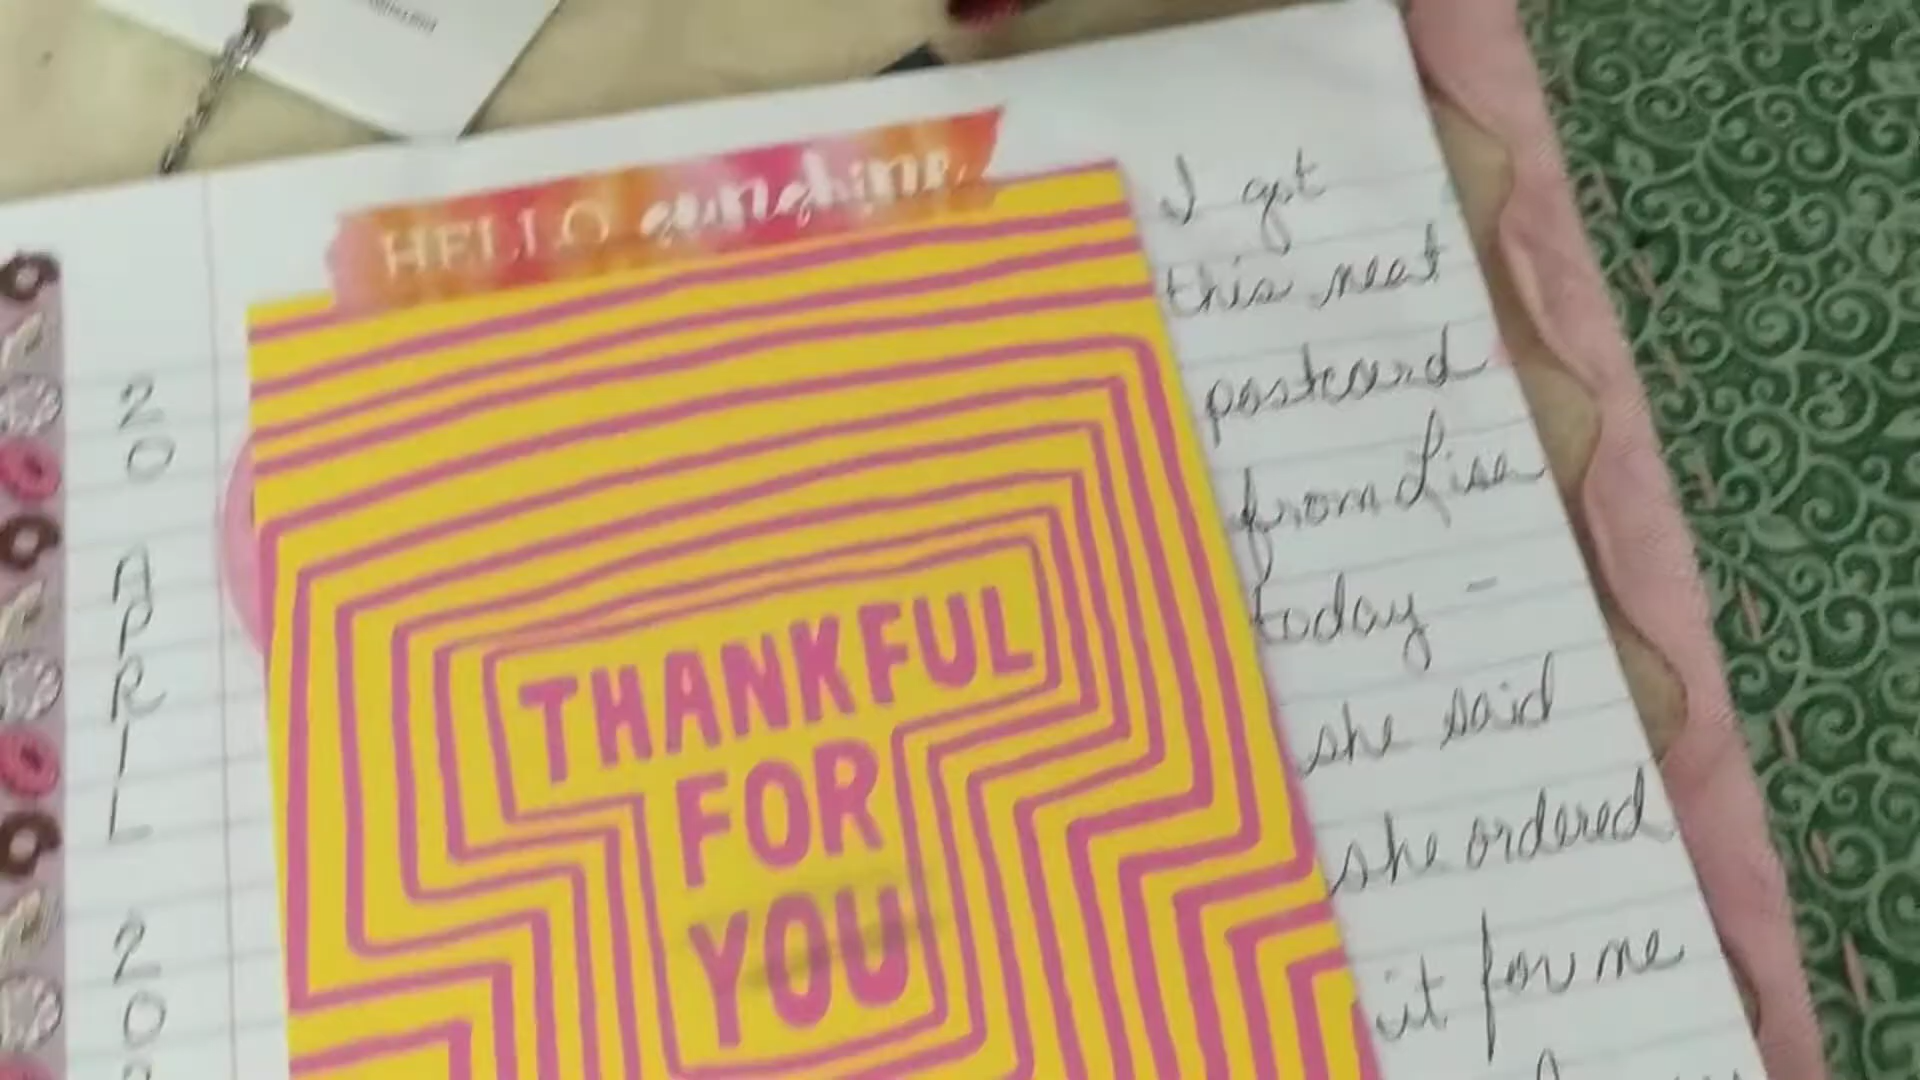 HELLO sunshine
THANKFUL
FOR
YOU
20 APRIL 20
I got
this neat
postcard
from Lisa
today -
she said
she ordered
it for me